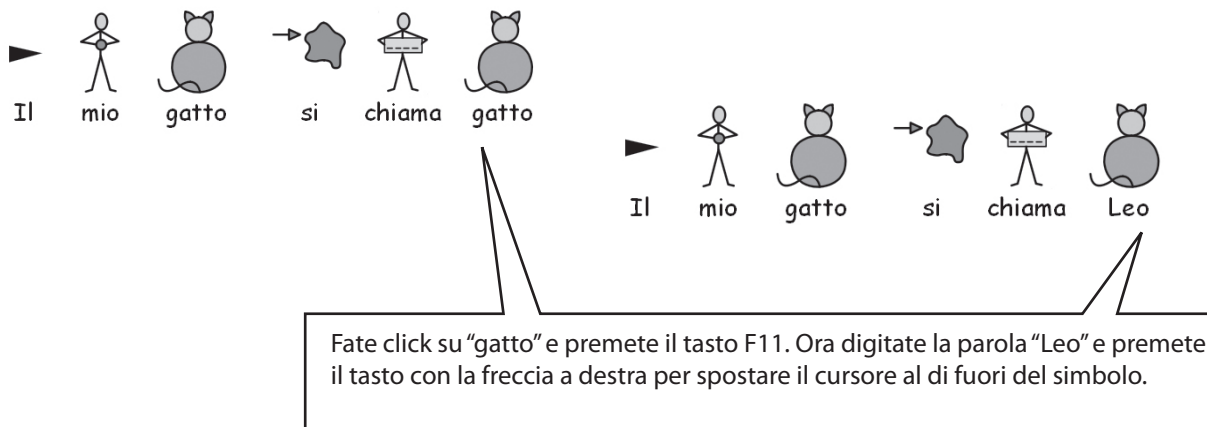 Il mio gatto si chiama gatto
Il mio gatto si chiama Leo
Fate click su “gatto” e premete il tasto F11. Ora digitate la parola “Leo” e premete
il tasto con la freccia a destra per spostare il cursore al di fuori del simbolo.